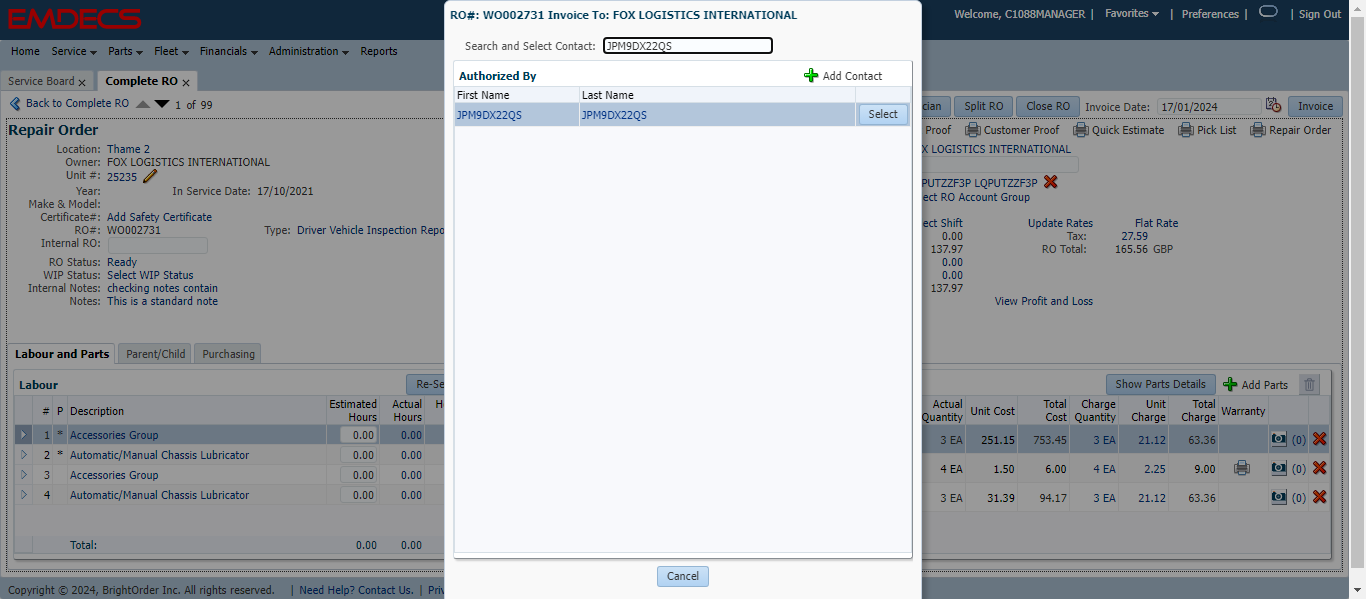 EMDECS
Welcome, C1088MANAGER | Favorites | Preferences | | Sign Out
Home Service Parts Fleet Financials Administration Reports
Service Board x Complete RO x
Back to Complete RO 1 of 99
Split RO Close RO Invoice Date: 17/01/2024 Invoice
Repair Order
Proof Customer Proof Quick Estimate Pick List Repair Order
Location: Thame 2
Owner: FOX LOGISTICS INTERNATIONAL
Unit #: 25235
Year: In Service Date: 17/10/2021
Make & Model:
Certificate#: Add Safety Certificate
RO#: WO002731 Type: Driver Vehicle Inspection Repo
Internal RO:
RO Status: Ready
WIP Status: Select WIP Status
Internal Notes: checking notes contain
Notes: This is a standard note
X LOGISTICS INTERNATIONAL
PUTZZF3P LQPUTZZF3P
ect RO Account Group
ect Shift Update Rates Flat Rate
0.00 Tax: 27.59
137.97 RO Total: 165.56 GBP
0.00
0.00
137.97
View Profit and Loss
RO#: WO002731 Invoice To: FOX LOGISTICS INTERNATIONAL
Search and Select Contact: JPM9DX22QS
Authorized By Add Contact
First Name Last Name
JPM9DX22QS JPM9DX22QS Select
Cancel
Labour and Parts Parent/Child Purchasing
Labour Re-Se
# P Description Estimated Hours Actual Hours H
1 * Accessories Group 0.00 0.00
2 * Automatic/Manual Chassis Lubricator 0.00 0.00
3 Accessories Group 0.00 0.00
4 Automatic/Manual Chassis Lubricator 0.00 0.00
Total: 0.00 0.00
Show Parts Details Add Parts
Actual Quantity Unit Cost Total Cost Charge Quantity Unit Charge Total Charge Warranty
3 EA 251.15 753.45 3 EA 21.12 63.36 (0)
4 EA 1.50 6.00 4 EA 2.25 9.00 (0)
3 EA 31.39 94.17 3 EA 21.12 63.36 (0)
Copyright © 2024, BrightOrder Inc. All rights reserved. | Need Help? Contact Us. | Priv